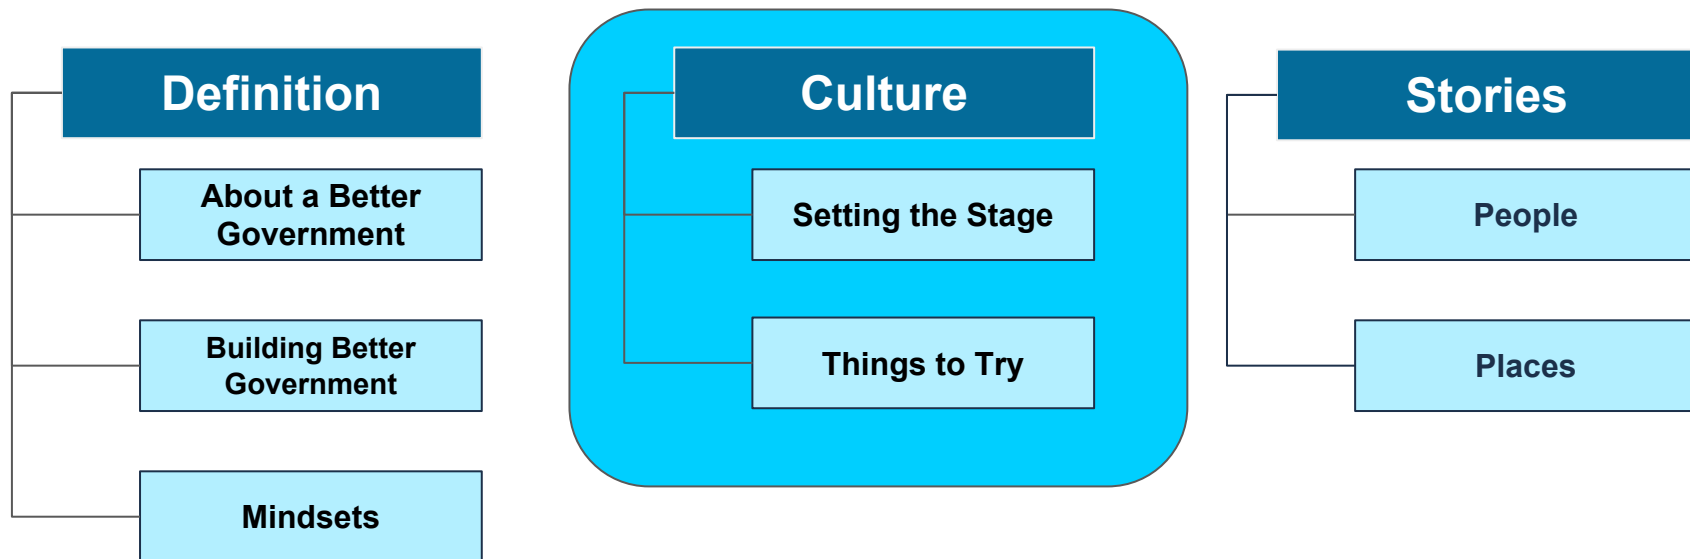 Definition
About a Better
Government
Building Better
Government
Mindsets
Culture
Setting the Stage
Things to Try
Stories
People
Places